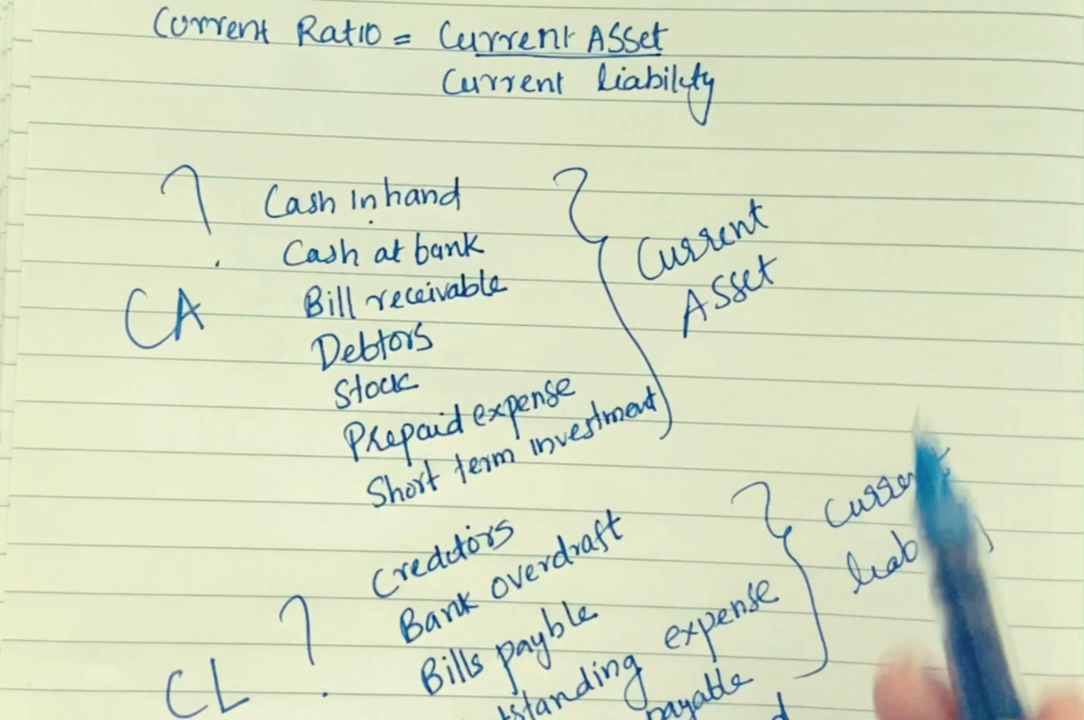 Current Ratio = Current Asset
Current liability
?
Cash in hand
Cash at bank
CA
Bill receivable
Debtors
Stock
Prepaid expense
Short term investment
Current
Asset
Creditors
Bank overdraft
Bills payble
expense
payable
CL ?
Current